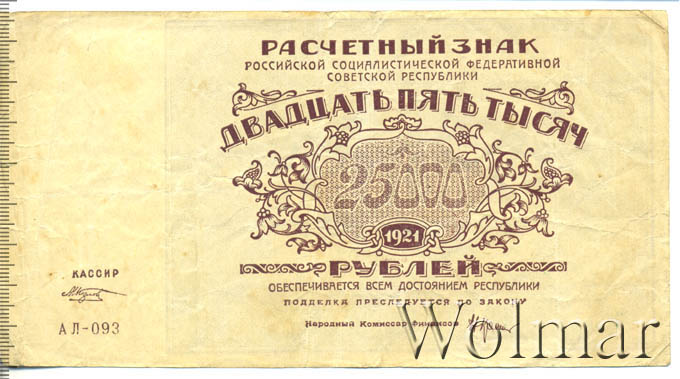 РАСЧЕТНЫЙ ЗНАК
РОССИЙСКОЙ СОЦИАЛИСТИЧЕСКОЙ ФЕДЕРАТИВНОЙ
СОВЕТСКОЙ РЕСПУБЛИКИ
ДВАДЦАТЬ ПЯТЬ ТЫСЯЧ
25000
1921
РУБЛЕЙ
ОБЕСПЕЧИВАЕТСЯ ВСЕМ ДОСТОЯНИЕМ РЕСПУБЛИКИ
ПОДДЕЛКА ПРЕСЛЕДУЕТСЯ ПО ЗАКОНУ
Народный Комиссар Финансов
КАССИР
АЛ-093
Wolmar